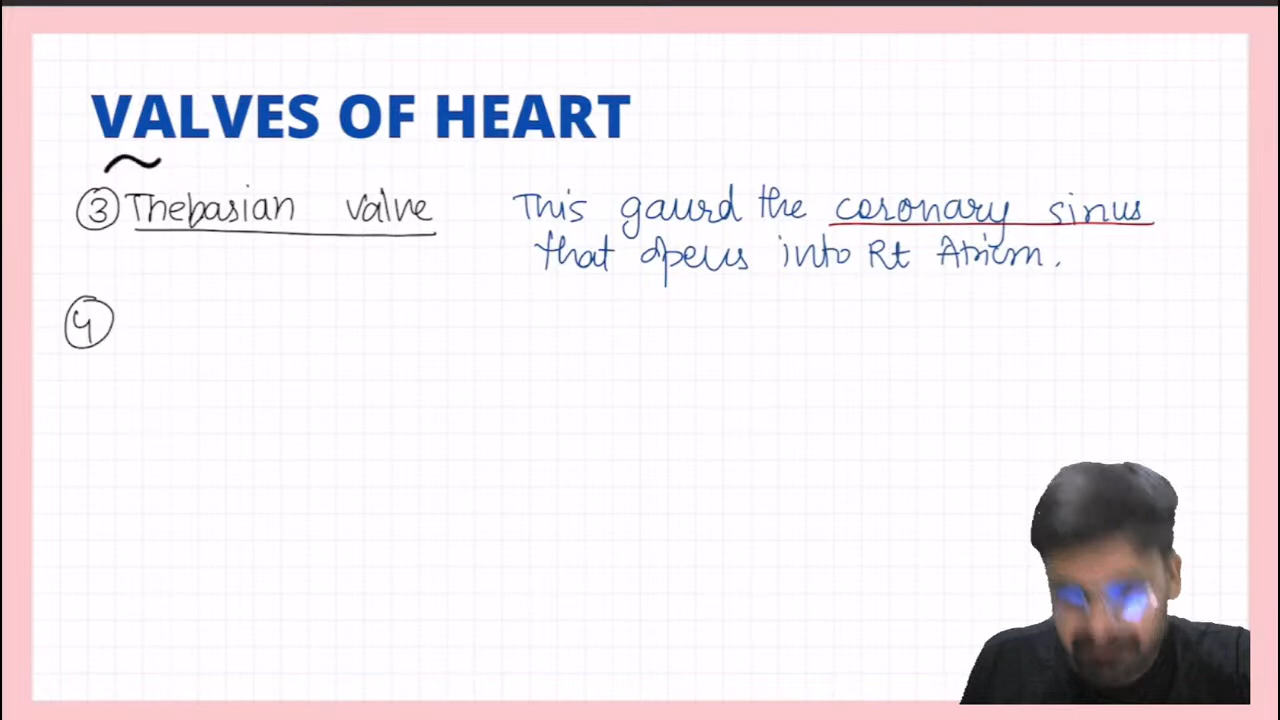 VALVES OF HEART
③ Thebasian valve This gaurd the coronary sinus
that opens into Rt Atrium.
④